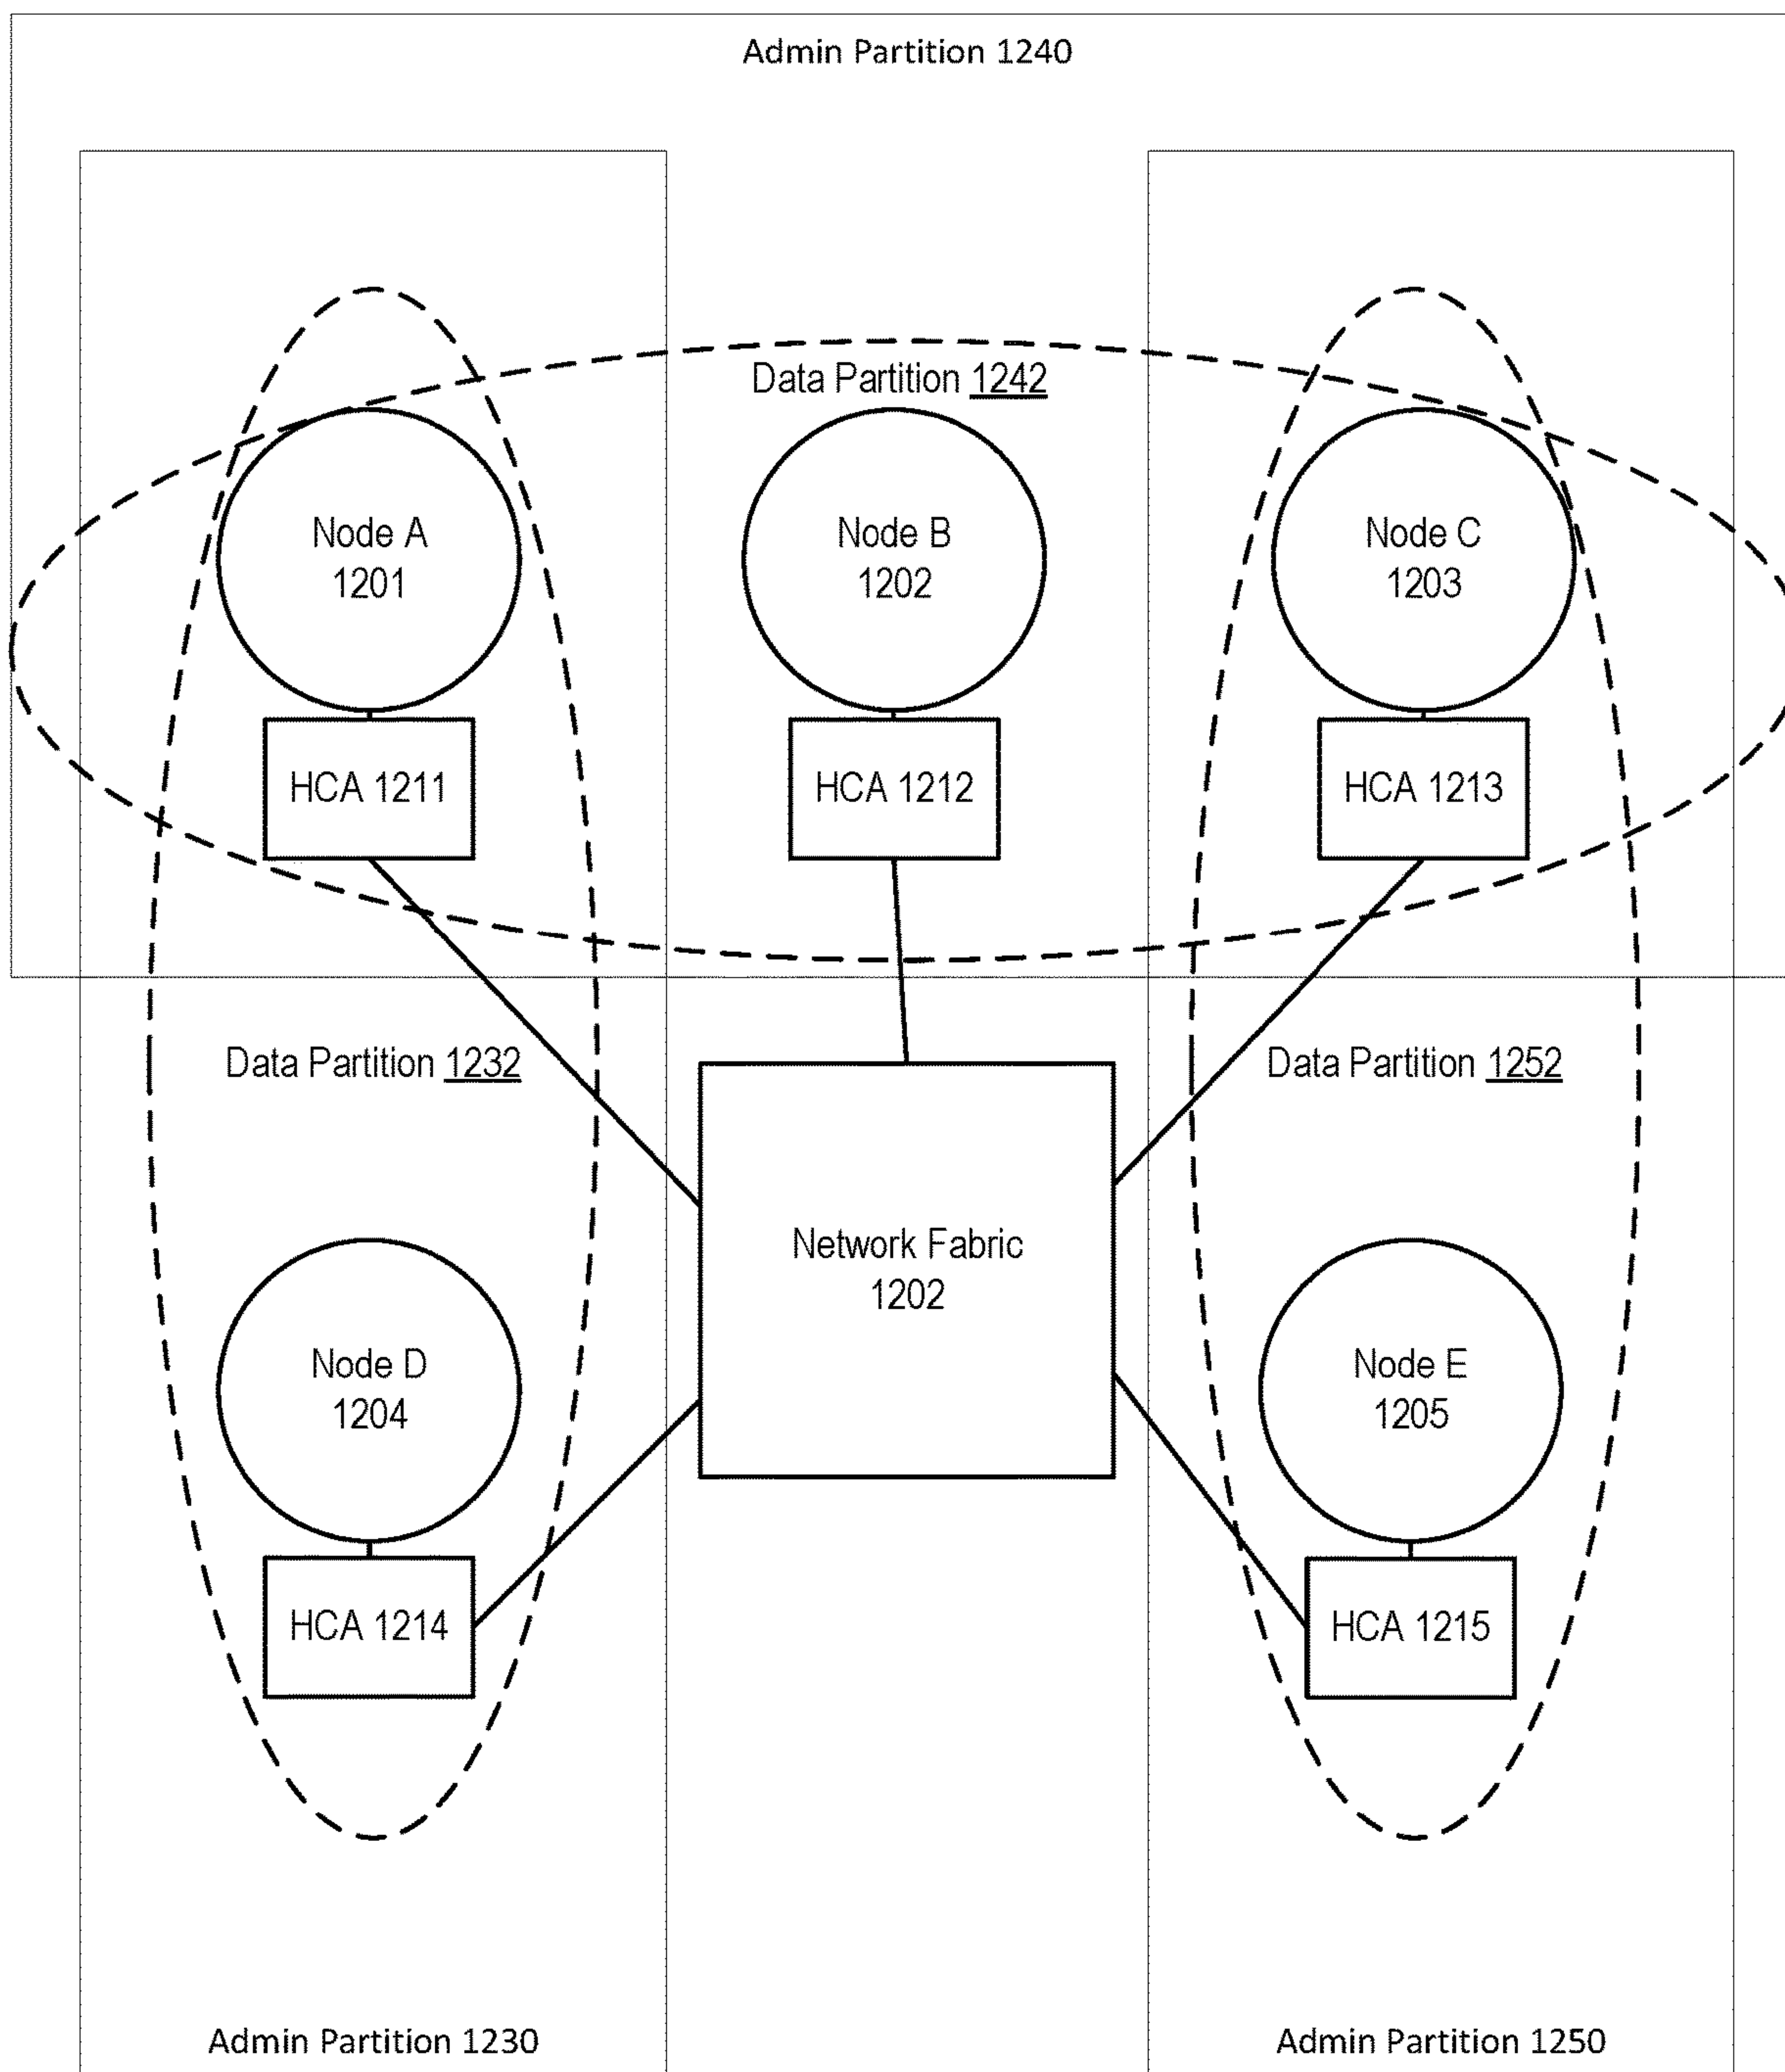 Admin Partition 1240
Data Partition 1242
Node A
1201
Node B
1202
Node C
1203
HCA 1211
HCA 1212
HCA 1213
Data Partition 1232
Data Partition 1252
Network Fabric
1202
Node D
1204
Node E
1205
HCA 1214
HCA 1215
Admin Partition 1230
Admin Partition 1250